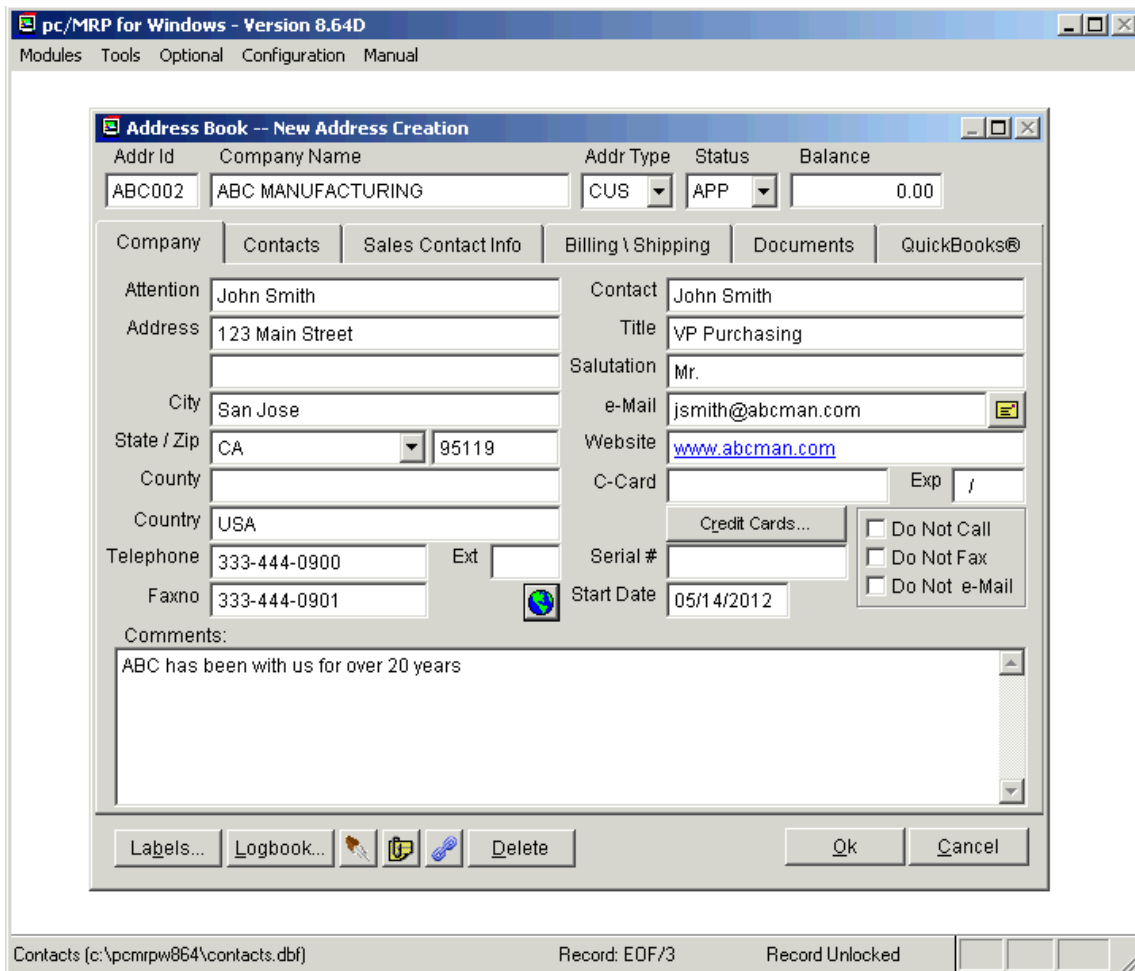 pc/MRP for Windows - Version 8.64D
Modules Tools Optional Configuration Manual
Address Book -- New Address Creation
Addr Id Company Name Addr Type Status Balance
ABC002 ABC MANUFACTURING CUS APP 0.00
Company Contacts Sales Contact Info Billing \ Shipping Documents QuickBooks®
Attention John Smith Contact John Smith
Address 123 Main Street Title VP Purchasing
Salutation Mr.
City San Jose e-Mail jsmith@abcman.com
State / Zip CA 95119 Website www.abcman.com
County C-Card Exp /
Country USA Credit Cards... Do Not Call
Telephone 333-444-0900 Ext Serial # Do Not Fax
Faxno 333-444-0901 Start Date 05/14/2012 Do Not e-Mail
Comments:
ABC has been with us for over 20 years
Labels... Logbook... Delete Ok Cancel
Contacts (c:\pcmrpw864\contacts.dbf) Record: EOF/3 Record Unlocked